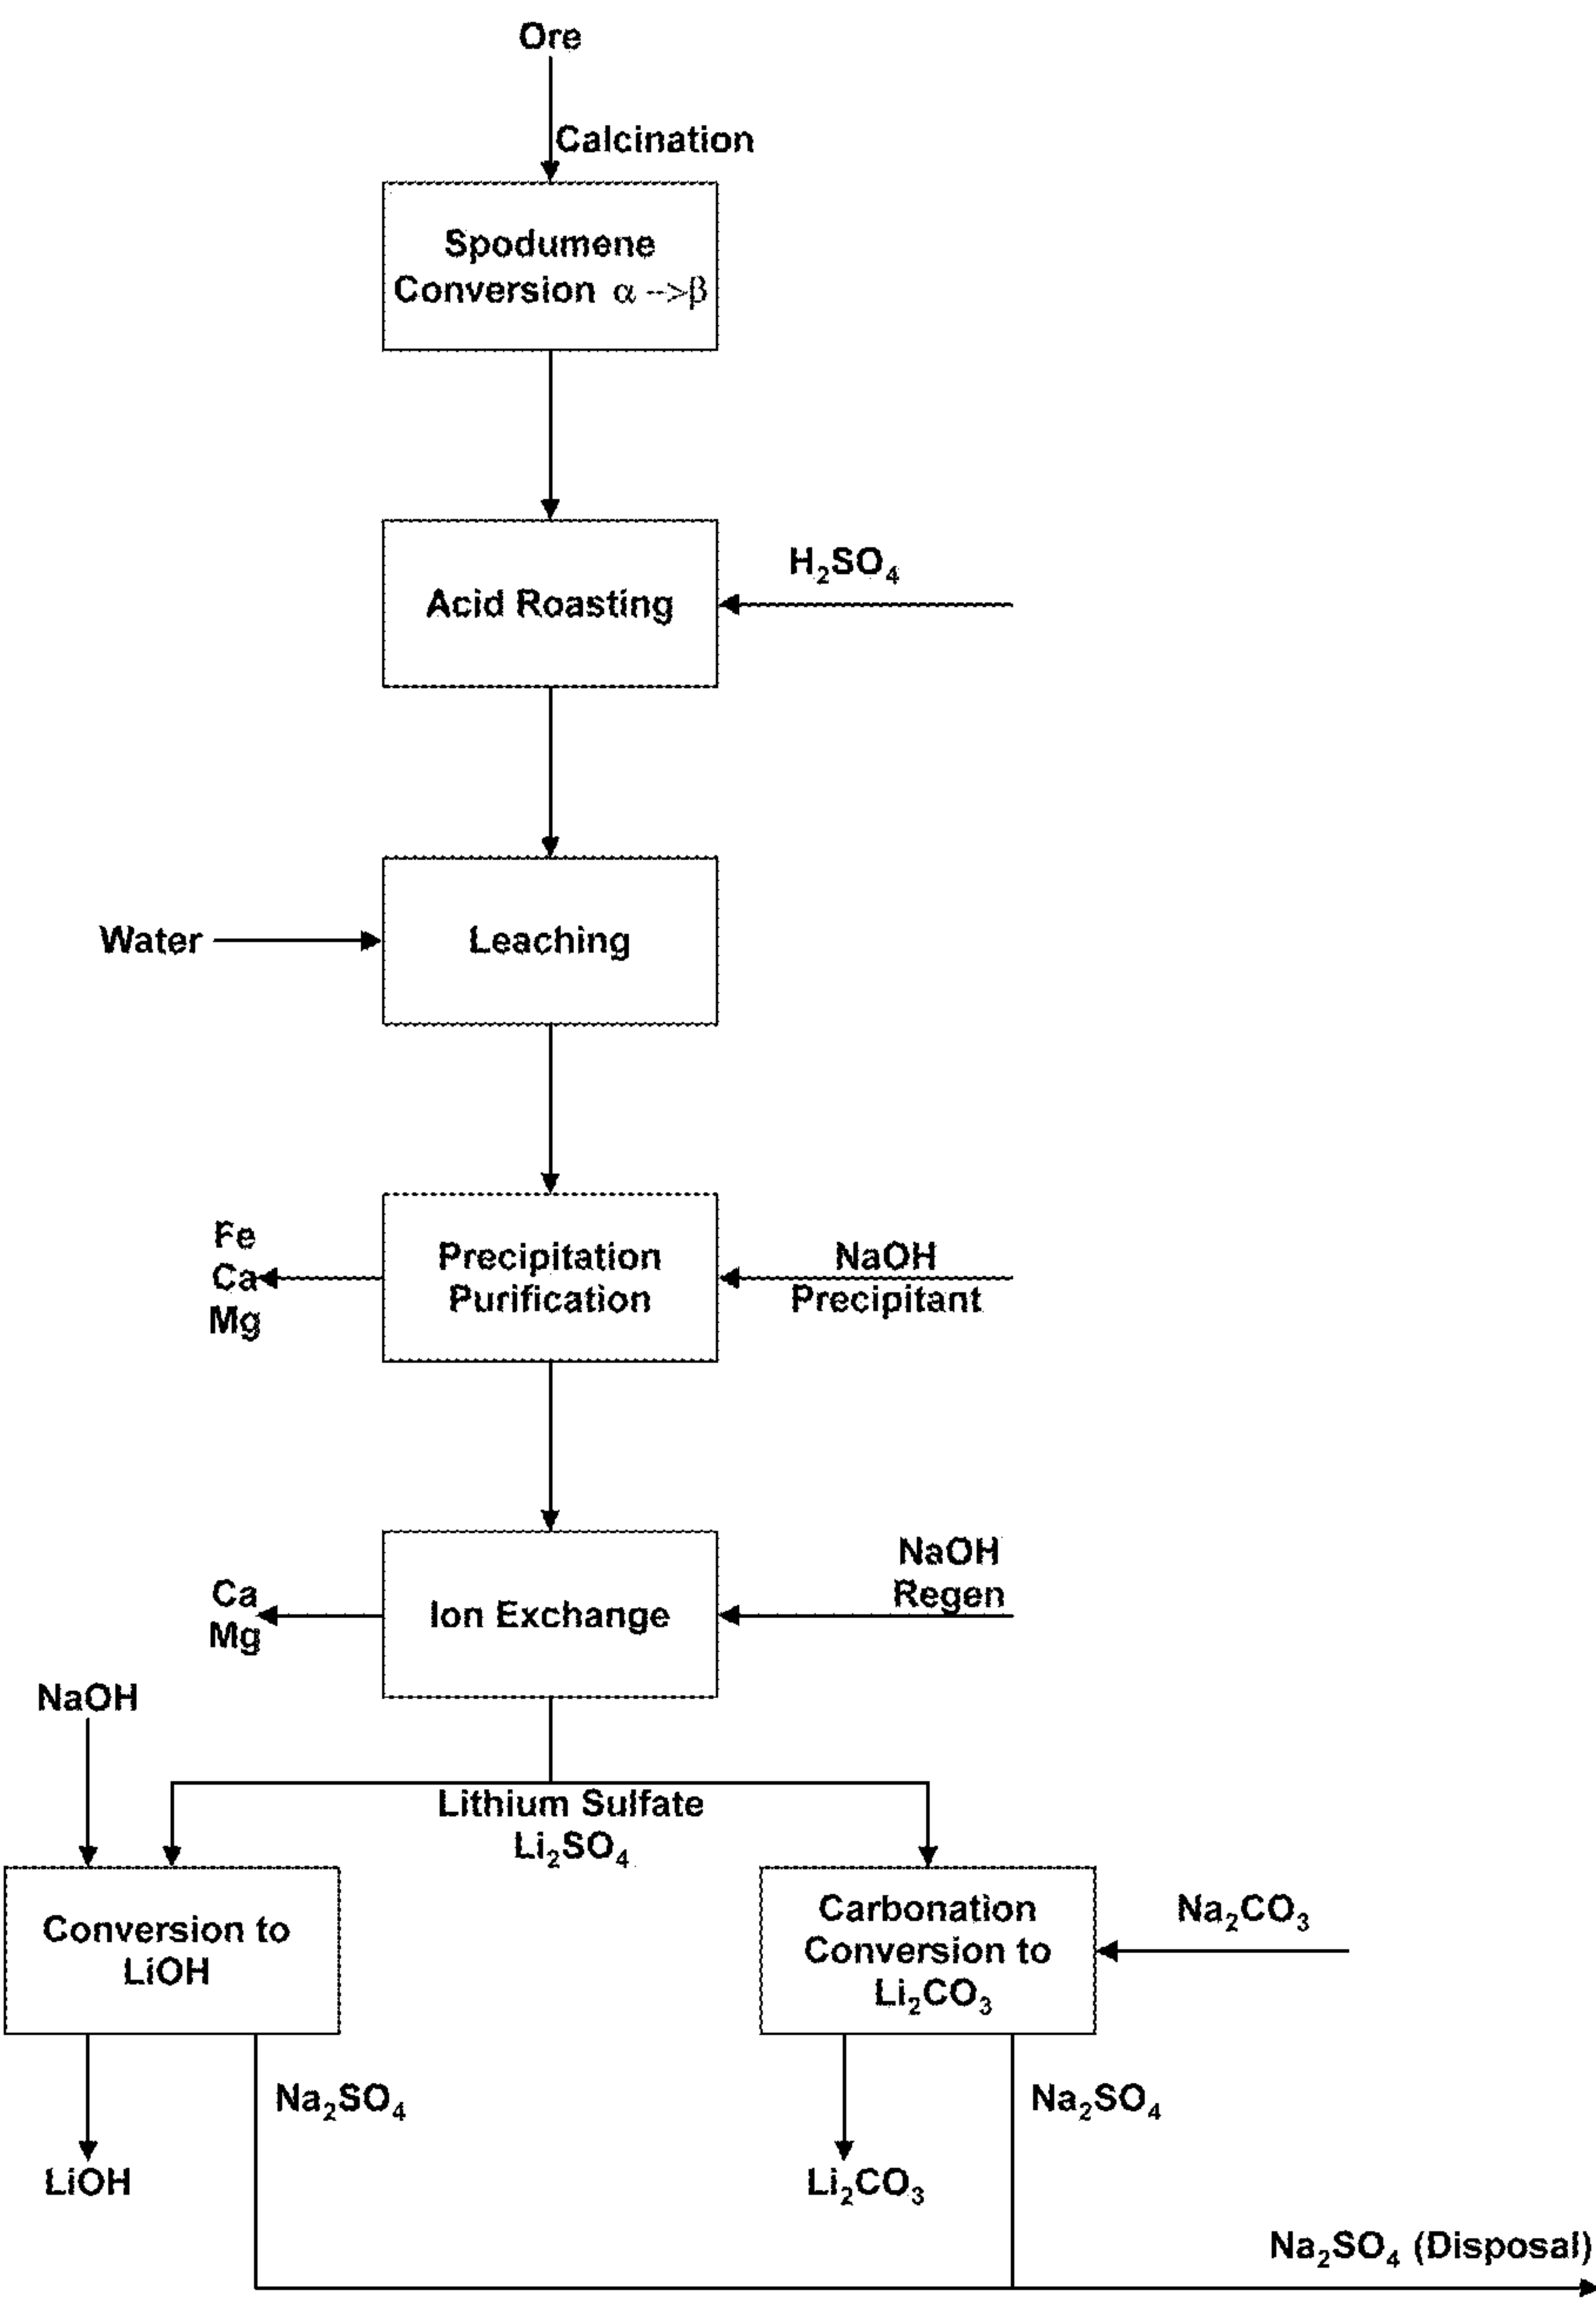 Ore
Calcination
Spodumene
Conversion α -->β
Acid Roasting
H₂SO₄
Water
Leaching
Fe
Ca
Mg
Precipitation
Purification
NaOH
Precipitant
Ca
Mg
Ion Exchange
NaOH
Regen
NaOH
Lithium Sulfate
Li₂SO₄
Conversion to
LiOH
Carbonation
Conversion to
Li₂CO₃
Na₂CO₃
Na₂SO₄
Na₂SO₄
LiOH
Li₂CO₃
Na₂SO₄ (Disposal)